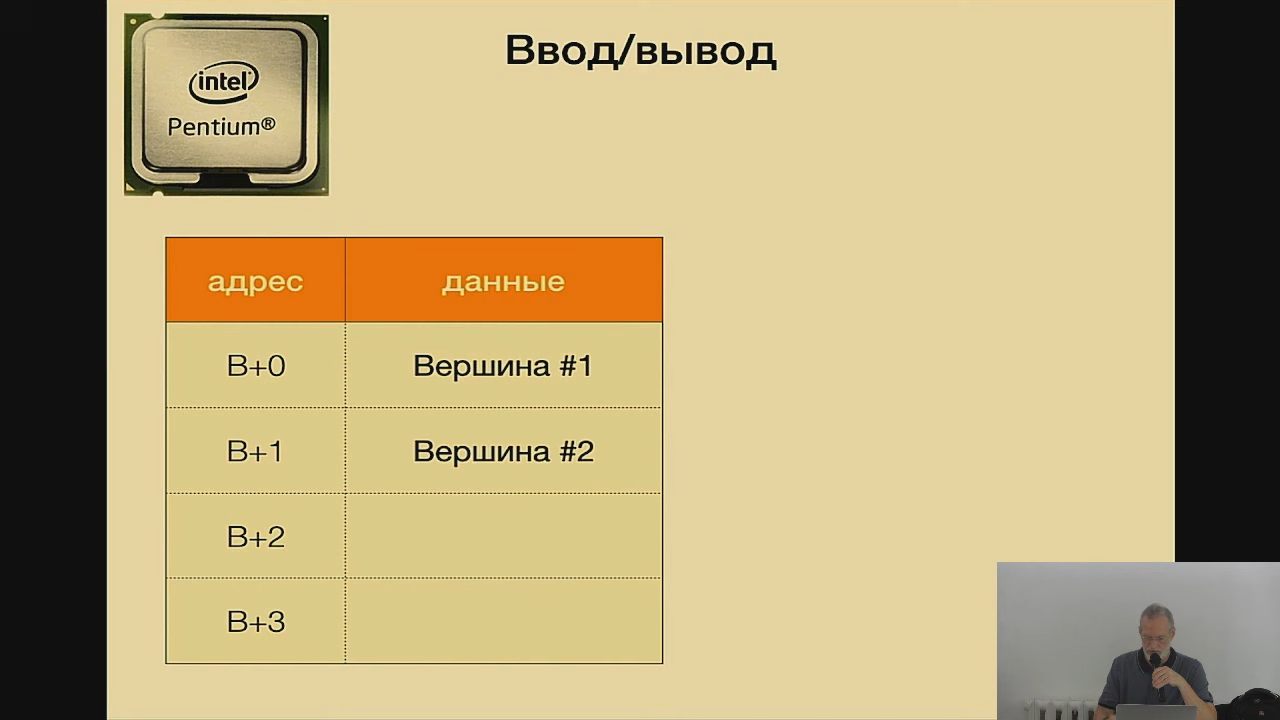 Ввод/вывод
intel
Pentium®
адрес данные
B+0 Вершина #1
B+1 Вершина #2
B+2
B+3